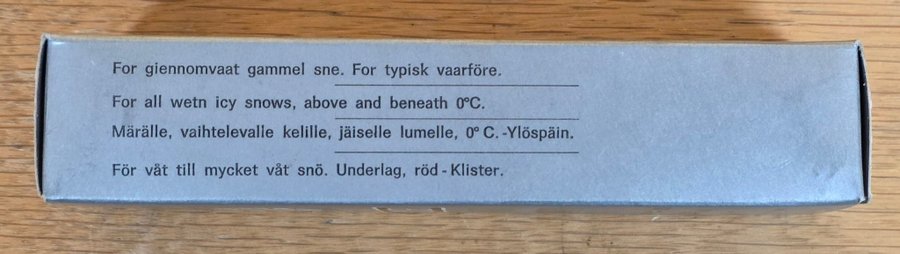 For giennomvaat gammel sne. For typisk vaarföre.
For all wetn icy snows, above and beneath 0°C.
Märälle, vaihtelevalle kelille, jäiselle lumelle, 0° C.-Ylöspäin.
För våt till mycket våt snö. Underlag, röd-Klister.